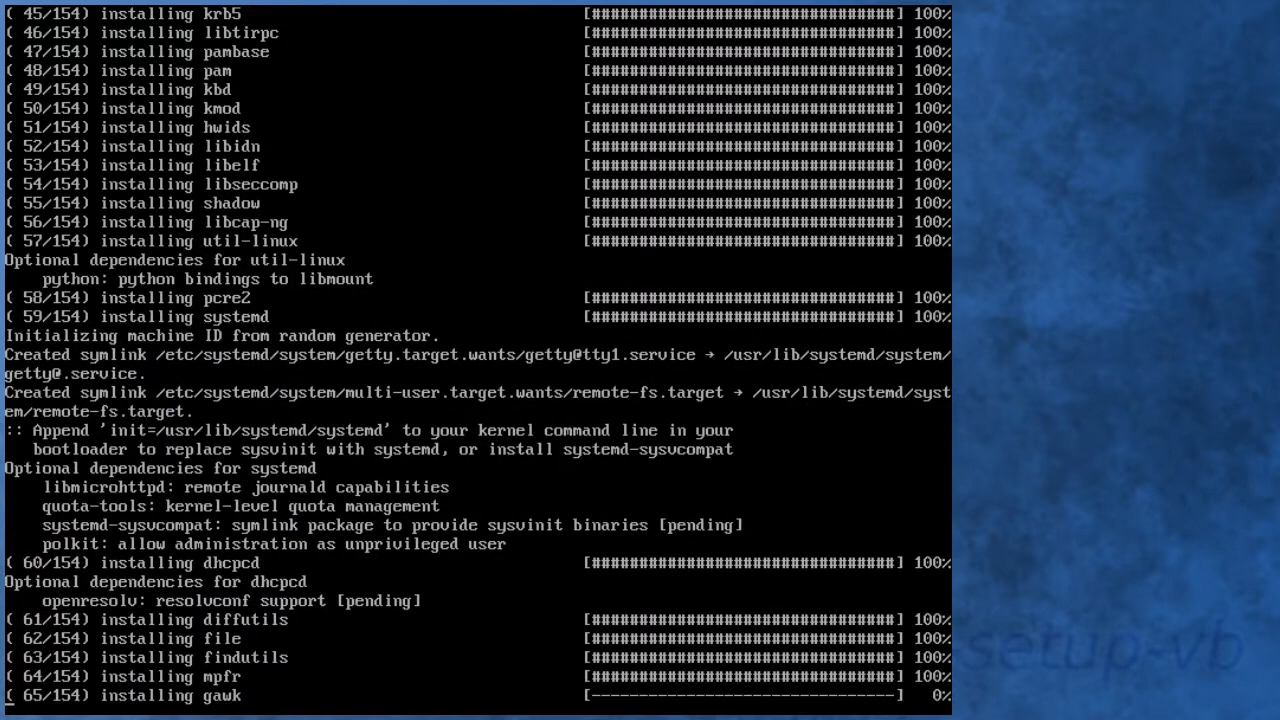 ( 45/154) installing krb5 [################################] 100%
( 46/154) installing libtirpc [################################] 100%
( 47/154) installing pambase [################################] 100%
( 48/154) installing pam [################################] 100%
( 49/154) installing kbd [################################] 100%
( 50/154) installing kmod [################################] 100%
( 51/154) installing hwids [################################] 100%
( 52/154) installing libidn [################################] 100%
( 53/154) installing libelf [################################] 100%
( 54/154) installing libseccomp [################################] 100%
( 55/154) installing shadow [################################] 100%
( 56/154) installing libcap-ng [################################] 100%
( 57/154) installing util-linux [################################] 100%
Optional dependencies for util-linux
    python: python bindings to libmount
( 58/154) installing pcre2 [################################] 100%
( 59/154) installing systemd [################################] 100%
Initializing machine ID from random generator.
Created symlink /etc/systemd/system/getty.target.wants/getty@tty1.service → /usr/lib/systemd/system/
getty@.service.
Created symlink /etc/systemd/system/multi-user.target.wants/remote-fs.target → /usr/lib/systemd/syst
em/remote-fs.target.
:: Append 'init=/usr/lib/systemd/systemd' to your kernel command line in your
   bootloader to replace sysvinit with systemd, or install systemd-sysvcompat
Optional dependencies for systemd
    libmicrohttpd: remote journald capabilities
    quota-tools: kernel-level quota management
    systemd-sysvcompat: symlink package to provide sysvinit binaries [pending]
    polkit: allow administration as unprivileged user
( 60/154) installing dhcpcd [################################] 100%
Optional dependencies for dhcpcd
    openresolv: resolvconf support [pending]
( 61/154) installing diffutils [################################] 100%
( 62/154) installing file [################################] 100%
( 63/154) installing findutils [################################] 100%
( 64/154) installing mpfr [################################] 100%
( 65/154) installing gawk [--------------------------------] 0%
setup-vb